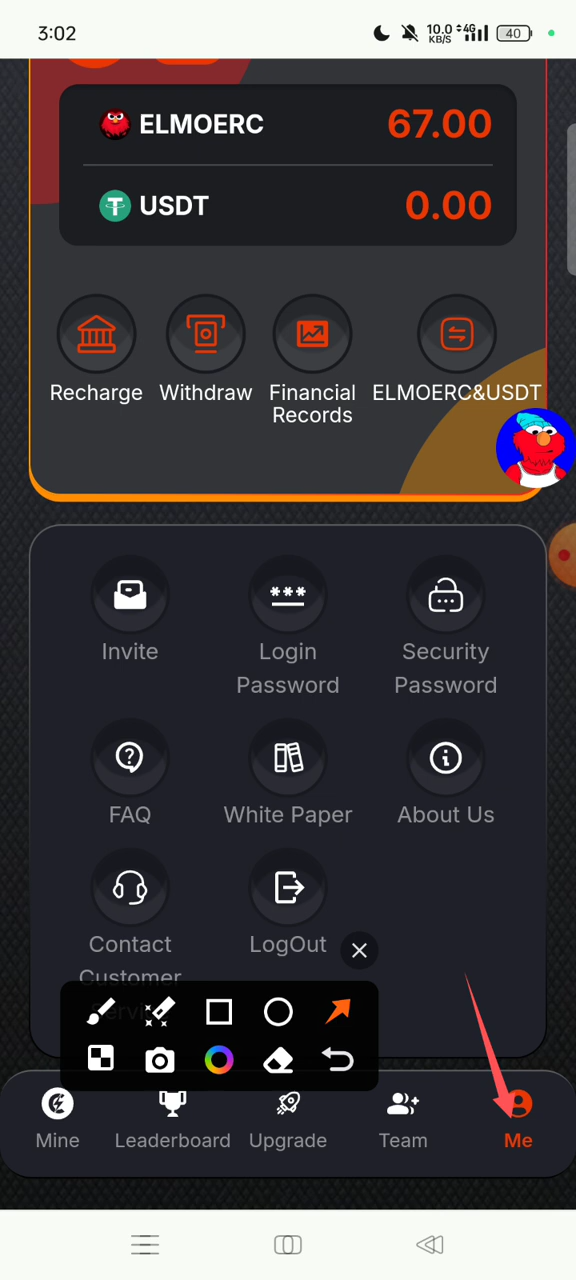 3:02
10.0
KB/S
4G
40
ELMOERC
67.00
USDT
0.00
Recharge
Withdraw
Financial
Records
ELMOERC&USDT
Invite
Login
Password
Security
Password
FAQ
White Paper
About Us
Contact
Customer
Service
LogOut
Mine
Leaderboard
Upgrade
Team
Me